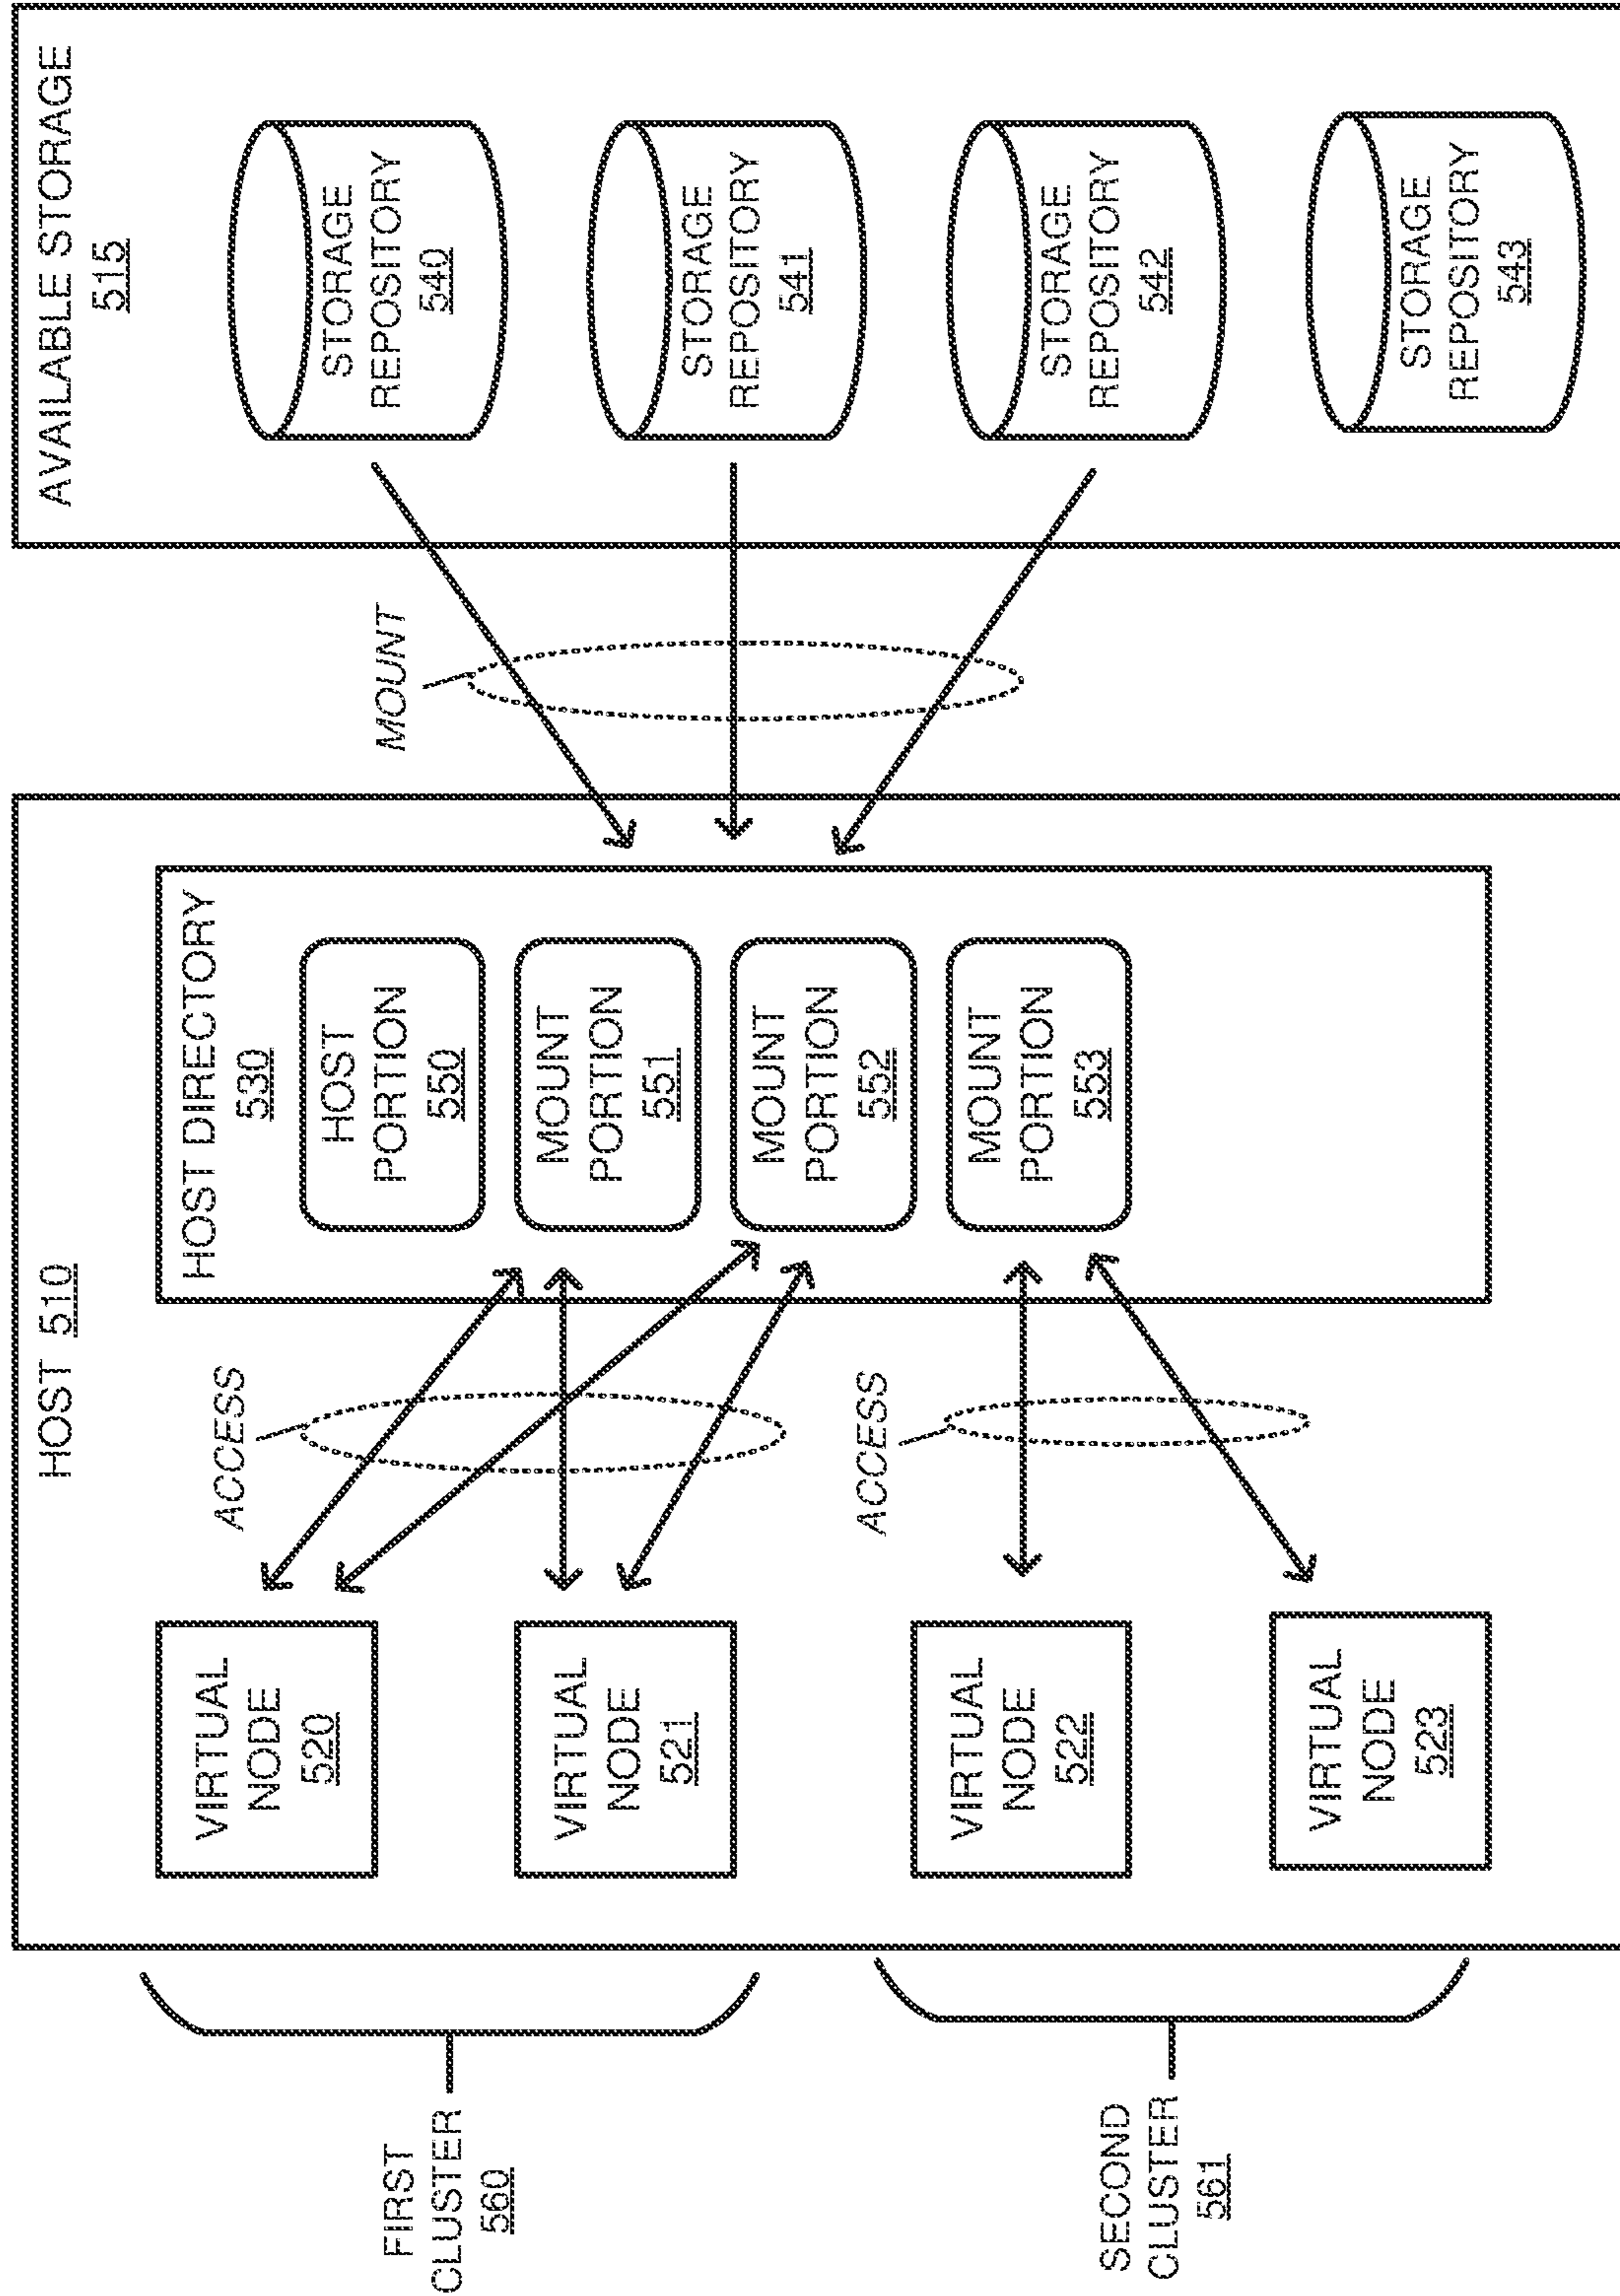 HOST 510
AVAILABLE STORAGE
515
FIRST
CLUSTER
560
SECOND
CLUSTER
561
VIRTUAL
NODE
520
VIRTUAL
NODE
521
VIRTUAL
NODE
522
VIRTUAL
NODE
523
ACCESS
ACCESS
HOST DIRECTORY
530
HOST
PORTION
550
MOUNT
PORTION
551
MOUNT
PORTION
552
MOUNT
PORTION
553
MOUNT
STORAGE
REPOSITORY
540
STORAGE
REPOSITORY
541
STORAGE
REPOSITORY
542
STORAGE
REPOSITORY
543